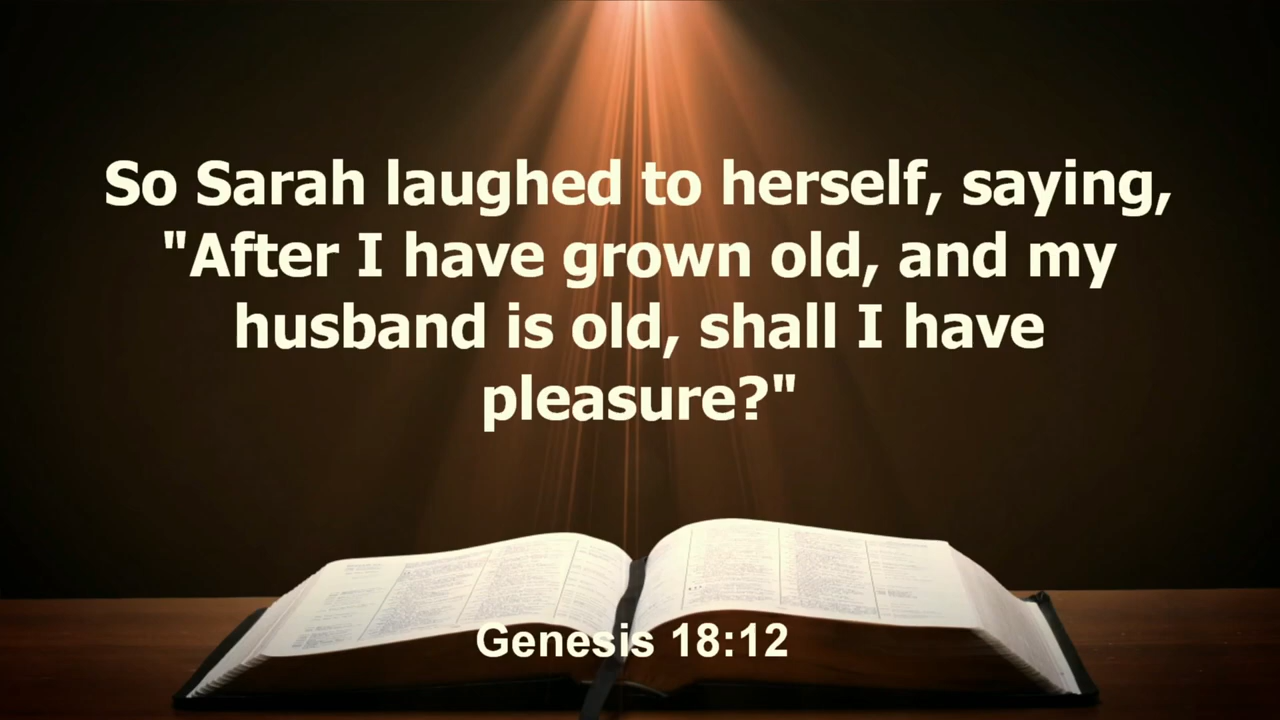 So Sarah laughed to herself, saying,
"After I have grown old, and my
husband is old, shall I have
pleasure?"
Genesis 18:12